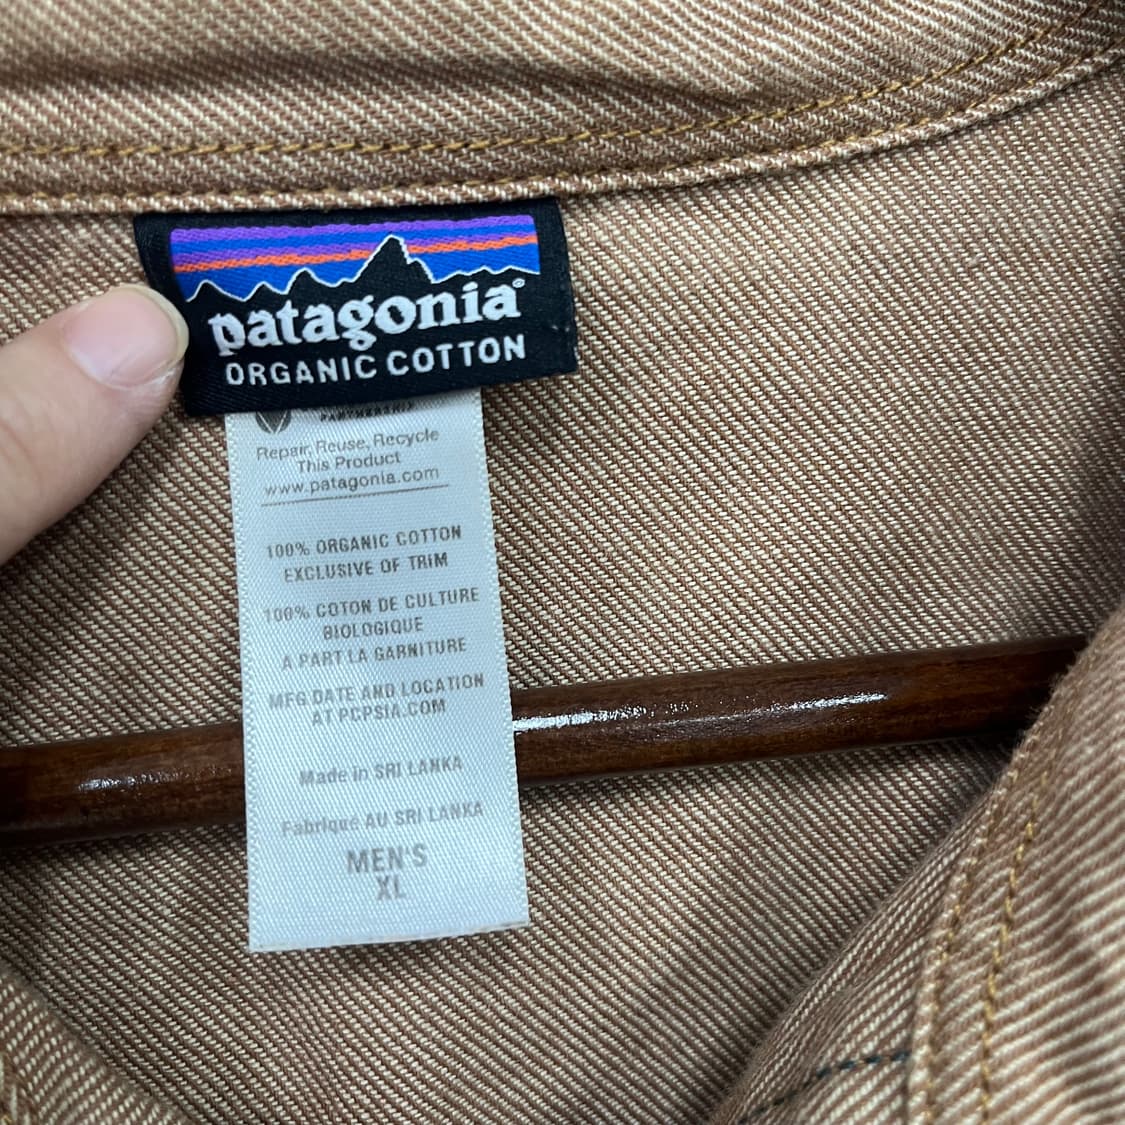 patagonia®
ORGANIC COTTON
PARTNERSHIP
Repair, Reuse, Recycle
This Product
www.patagonia.com
100% ORGANIC COTTON
EXCLUSIVE OF TRIM
100% COTON DE CULTURE
BIOLOGIQUE
A PART LA GARNITURE
MFG DATE AND LOCATION
AT PCPSIA.COM
Made in SRI LANKA
Fabriqué AU SRI LANKA
MEN'S
XL